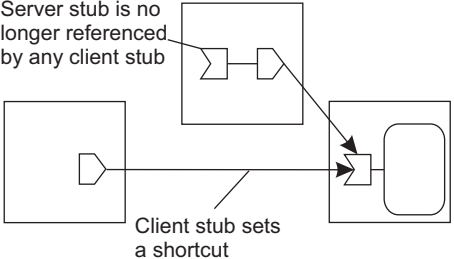 Server stub is no
longer referenced
by any client stub
Client stub sets
a shortcut